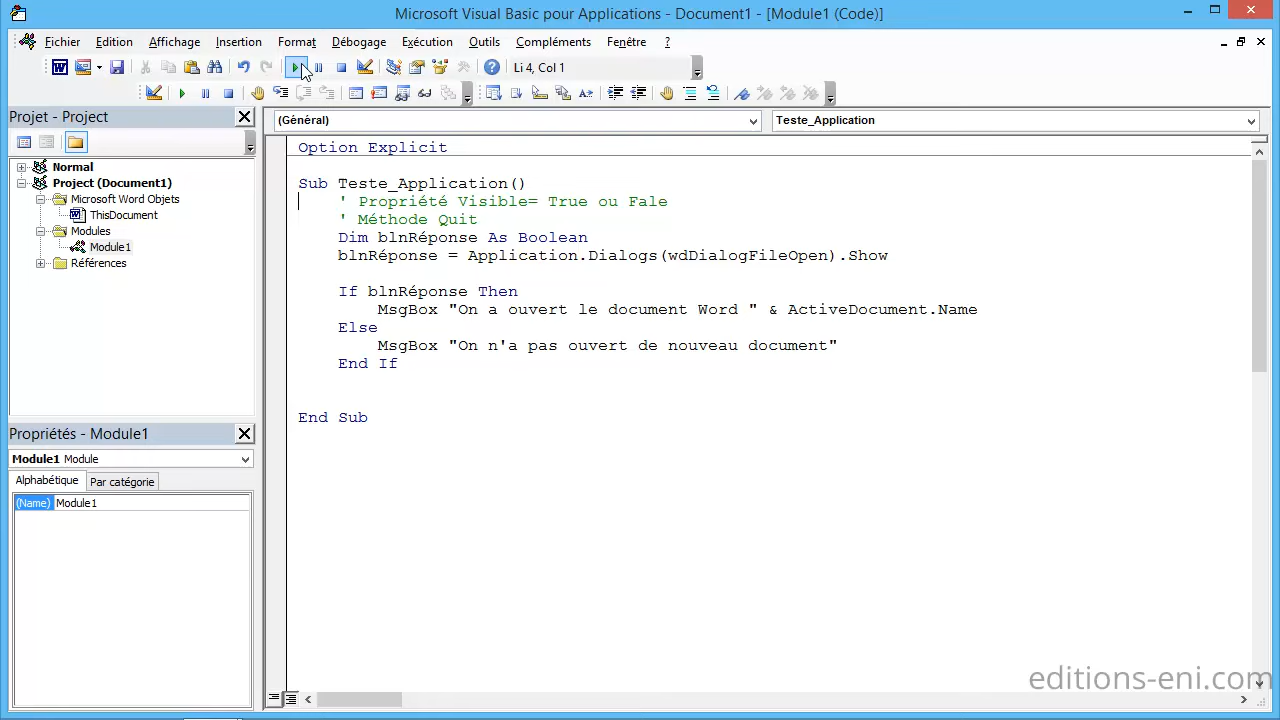 Microsoft Visual Basic pour Applications - Document1 - [Module1 (Code)]
Fichier Edition Affichage Insertion Format Débogage Exécution Outils Compléments Fenêtre ?
Li 4, Col 1
Projet - Project
(Général)
Teste_Application
Normal
Project (Document1)
Microsoft Word Objets
ThisDocument
Modules
Module1
Références
Option Explicit
Sub Teste_Application()
' Propriété Visible= True ou Fale
' Méthode Quit
Dim blnRéponse As Boolean
blnRéponse = Application.Dialogs(wdDialogFileOpen).Show
If blnRéponse Then
MsgBox "On a ouvert le document Word " & ActiveDocument.Name
Else
MsgBox "On n'a pas ouvert de nouveau document"
End If
End Sub
Propriétés - Module1
Module1 Module
Alphabétique Par catégorie
(Name) Module1
editions-eni.com